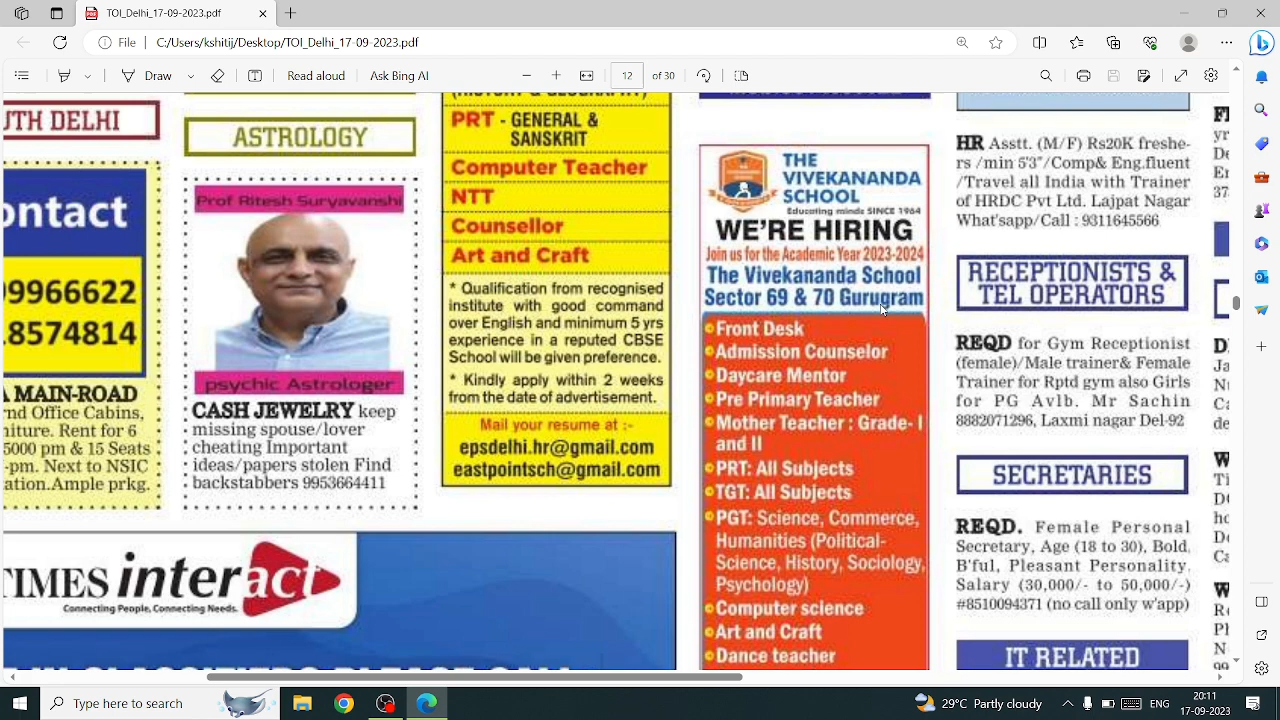 TOI_Delhi_17-09-2023.pdf
File
C:/Users/kshitij/Desktop/TOI_Delhi_17-09-2023.pdf
Draw
Read aloud
Ask Bing AI
12
of 30
UTH DELHI
ontact
9966622
8574814
A MAIN-ROAD
rnd Office Cabins,
niture. Rent for 6
5000 pm & 15 Seats
-pm. Next to NSIC
ation.Ample prkg.
ASTROLOGY
Prof Ritesh Suryavanshi
psychic Astrologer
CASH JEWELRY keep
missing spouse/lover
cheating Important
ideas/papers stolen Find
backstabbers 9953664411
(HISTORY & GEOGRAPHY)
PRT - GENERAL &
SANSKRIT
Computer Teacher
NTT
Counsellor
Art and Craft
* Qualification from recognised
institute with good command
over English and minimum 5 yrs
experience in a reputed CBSE
School will be given preference.
* Kindly apply within 2 weeks
from the date of advertisement.
Mail your resume at :-
epsdelhi.hr@gmail.com
eastpointsch@gmail.com
TIMES interact
Connecting People, Connecting Needs.
THE
VIVEKANANDA
SCHOOL
Educating minds SINCE 1964
WE'RE HIRING
Join us for the Academic Year 2023-2024
The Vivekananda School
Sector 69 & 70 Gurugram
Front Desk
Admission Counselor
Daycare Mentor
Pre Primary Teacher
Mother Teacher : Grade- I
and II
PRT: All Subjects
TGT: All Subjects
PGT: Science, Commerce,
Humanities (Political-
Science, History, Sociology,
Psychology)
Computer science
Art and Craft
Dance teacher
HR Asstt. (M/F) Rs20K freshe-
rs /min 5'3"/Comp& Eng.fluent
/Travel all India with Trainer
of HRDC Pvt Ltd. Lajpat Nagar
What'sapp/Call : 9311645566
RECEPTIONISTS &
TEL OPERATORS
REQD for Gym Receptionist
(female)/Male trainer& Female
Trainer for Rptd gym also Girls
for PG Avlb. Mr Sachin
8882071296, Laxmi nagar Del-92
SECRETARIES
REQD. Female Personal
Secretary, Age (18 to 30), Bold,
B'ful, Pleasant Personality.
Salary (30,000/- to 50,000/-)
#8510094371 (no call only w'app)
IT RELATED
Type here to search
29°C Partly cloudy
ENG
20:11
17-09-2023